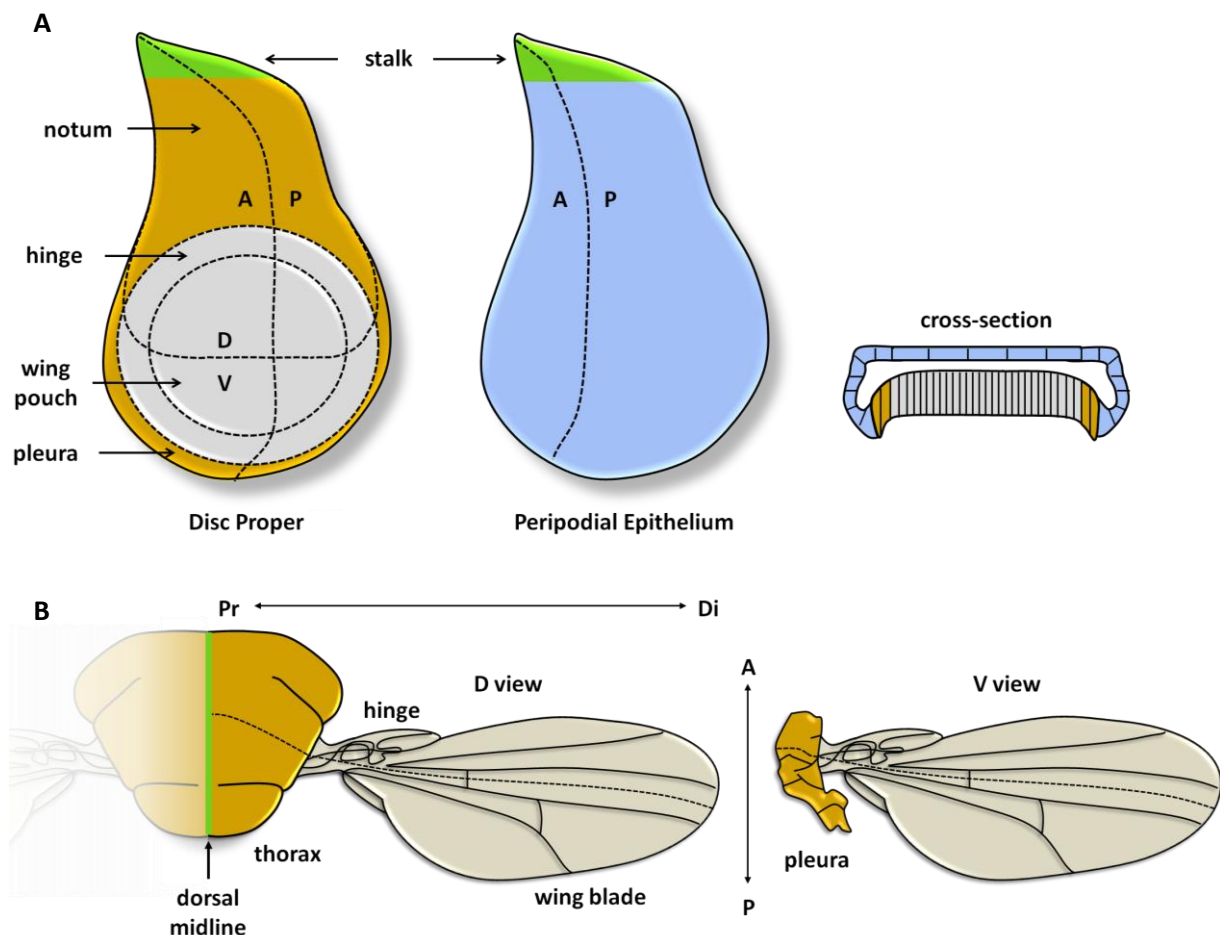 A
stalk
notum
A P
A P
hinge
cross-section
D
wing
pouch
V
pleura
Disc Proper
Peripodial Epithelium
B
Pr
Di
D view
A
V view
hinge
thorax
pleura
dorsal
midline
wing blade
P